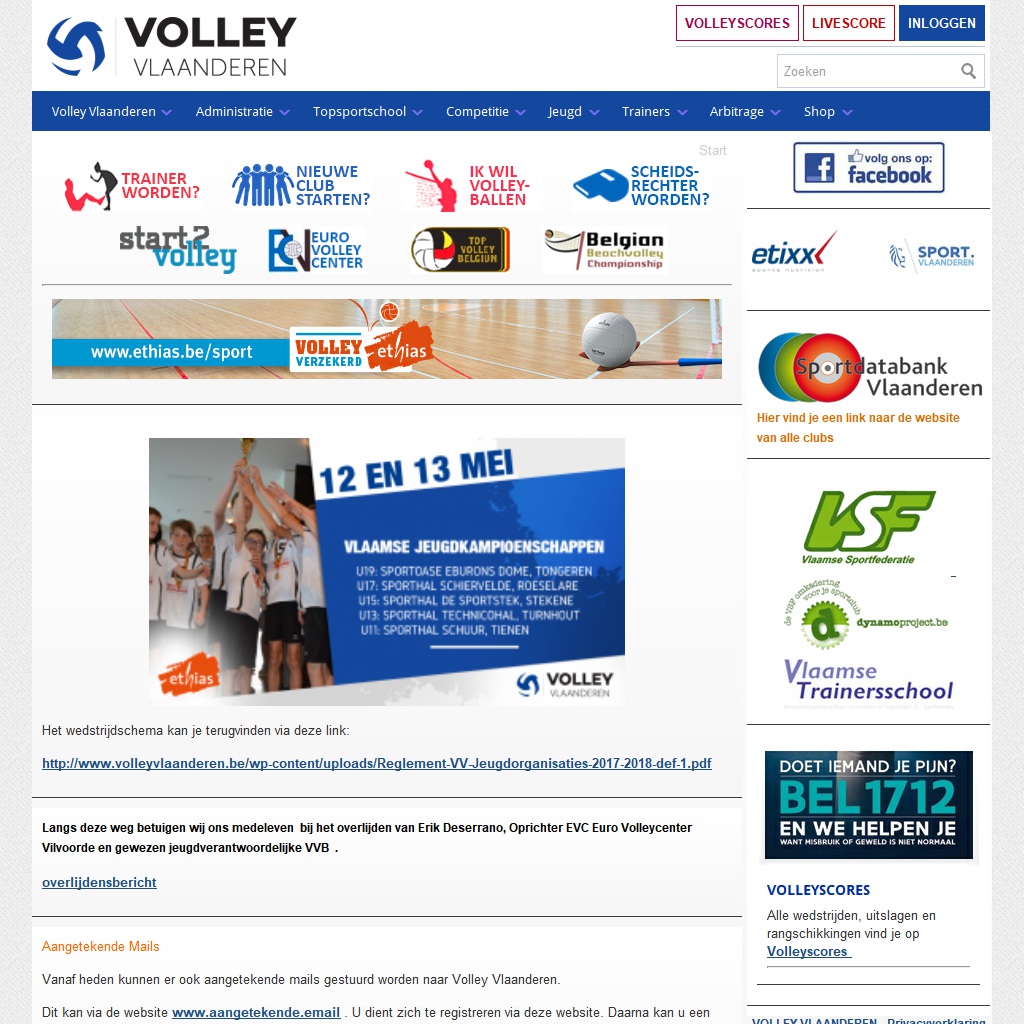 VOLLEY
VLAANDEREN
VOLLEYSCORES
LIVESCORE
INLOGGEN
Zoeken
Volley Vlaanderen
Administratie
Topsportschool
Competitie
Jeugd
Trainers
Arbitrage
Shop
Start
TRAINER
WORDEN?
NIEUWE
CLUB
STARTEN?
IK WIL
VOLLEY-
BALLEN
SCHEIDS-
RECHTER
WORDEN?
start2
volley
EURO
VOLLEY
CENTER
TOP
VOLLEY
BELGIUM
Belgian
Beachvolley
Championship
www.ethias.be/sport
VOLLEY
VERZEKERD
ethias
12 EN 13 MEI
VLAAMSE JEUGDKAMPIOENSCHAPPEN
U19: SPORTOASE EBURONS DOME, TONGEREN
U17: SPORTHAL SCHIERVELDE, ROESELARE
U15: SPORTHAL DE SPORTSTEK, STEKENE
U13: SPORTHAL TECHNICOHAL, TURNHOUT
U11: SPORTHAL SCHUUR, TIENEN
ethias
VOLLEY
VLAANDEREN
Het wedstrijdschema kan je terugvinden via deze link:
http://www.volleyvlaanderen.be/wp-content/uploads/Reglement-VV-Jeugdorganisaties-2017-2018-def-1.pdf
Langs deze weg betuigen wij ons medeleven bij het overlijden van Erik Deserrano, Oprichter EVC Euro Volleycenter
Vilvoorde en gewezen jeugdverantwoordelijke VVB .
overlijdensbericht
Aangetekende Mails
Vanaf heden kunnen er ook aangetekende mails gestuurd worden naar Volley Vlaanderen.
Dit kan via de website www.aangetekende.email . U dient zich te registreren via deze website. Daarna kan u een
volg ons op:
facebook
etixx
sports nutrition
SPORT.
VLAANDEREN
Sportdatabank
Vlaanderen
Hier vind je een link naar de website
van alle clubs
VSF
Vlaamse Sportfederatie
de VSF omkadering
voor je sportclub
d
dynamoproject.be
Vlaamse
Trainersschool
DOET IEMAND JE PIJN?
BEL 1712
EN WE HELPEN JE
WANT MISBRUIK OF GEWELD IS NIET NORMAAL
VOLLEYSCORES
Alle wedstrijden, uitslagen en
rangschikkingen vind je op
Volleyscores
VOLLEY VLAANDEREN - Privacyverklaring